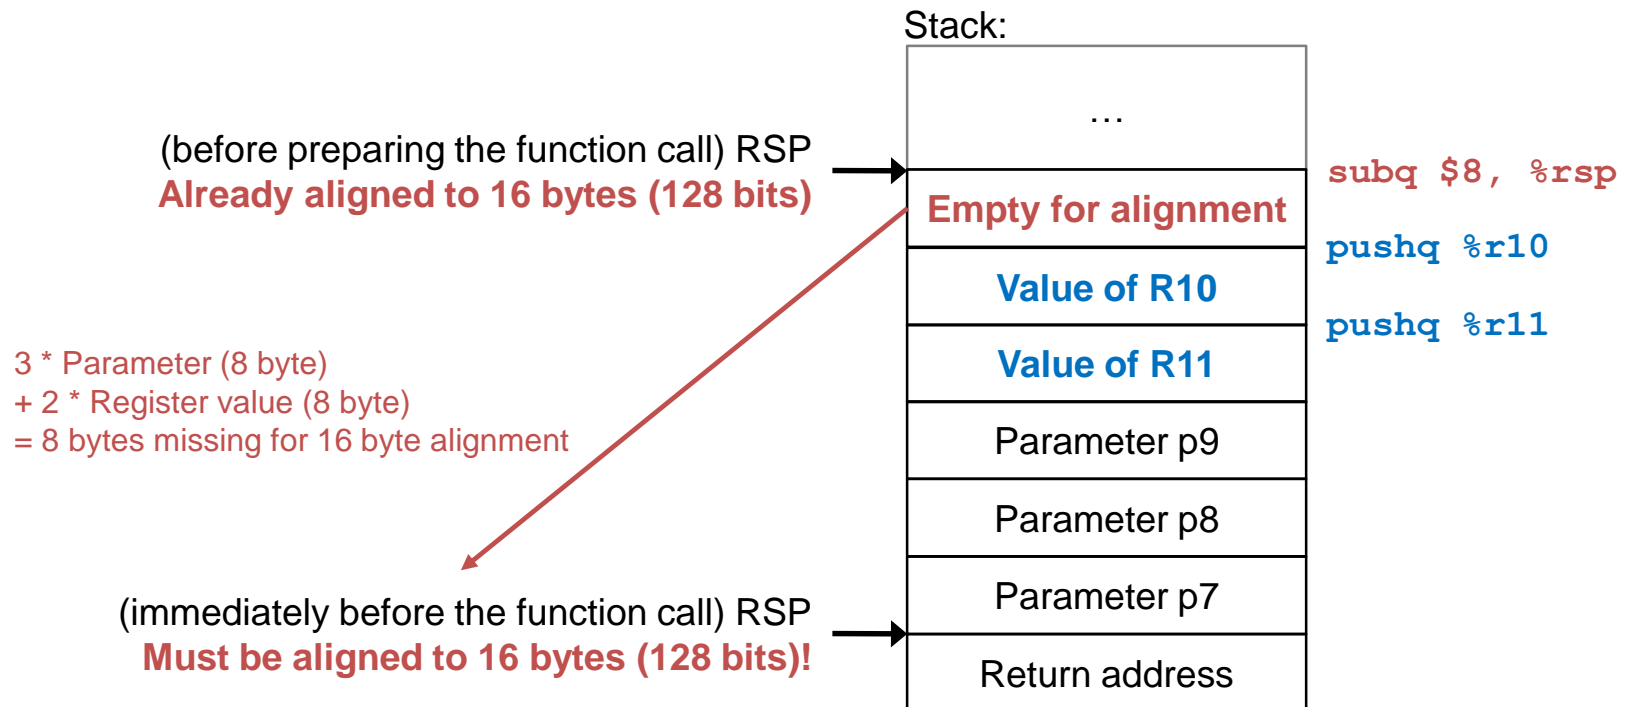 Stack:
…
(before preparing the function call) RSP
Already aligned to 16 bytes (128 bits)
subq $8, %rsp
Empty for alignment
pushq %r10
Value of R10
pushq %r11
Value of R11
3 * Parameter (8 byte)
+ 2 * Register value (8 byte)
= 8 bytes missing for 16 byte alignment
Parameter p9
Parameter p8
Parameter p7
(immediately before the function call) RSP
Must be aligned to 16 bytes (128 bits)!
Return address